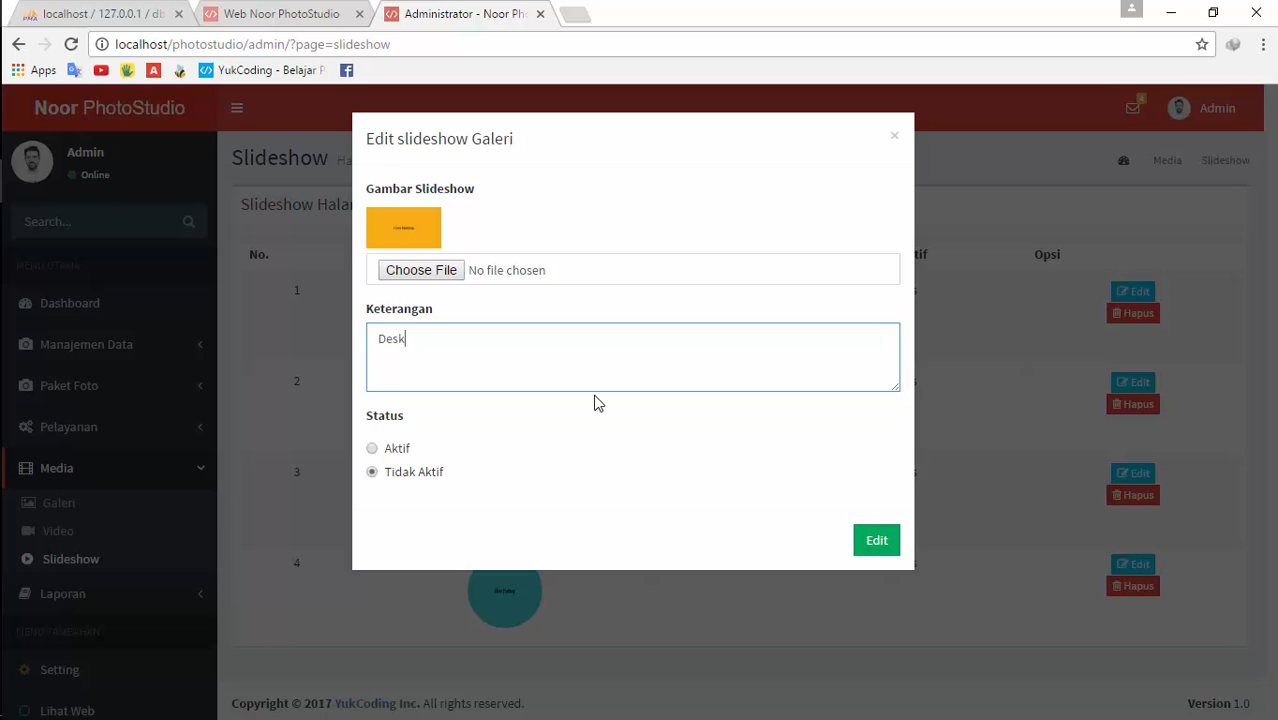 localhost / 127.0.0.1 / db
Web Noor PhotoStudio
Administrator - Noor Ph
localhost/photostudio/admin/?page=slideshow
Apps
YukCoding - Belajar P
Noor PhotoStudio
Admin
Edit slideshow Galeri
×
Admin
Online
Slideshow
Media
Slideshow
Gambar Slideshow
Slideshow Hala
Search...
No.
tif
Opsi
Choose File
No file chosen
1
Edit
Dashboard
Keterangan
Hapus
Desk
Manajemen Data
2
Edit
Paket Foto
Hapus
Status
Pelayanan
Aktif
Media
3
Tidak Aktif
Edit
Hapus
Galeri
Video
Edit
Slideshow
4
Edit
Hapus
Laporan
MENU TAMBAHAN
Setting
Copyright © 2017 YukCoding Inc. All rights reserved.
Version 1.0
Lihat Web